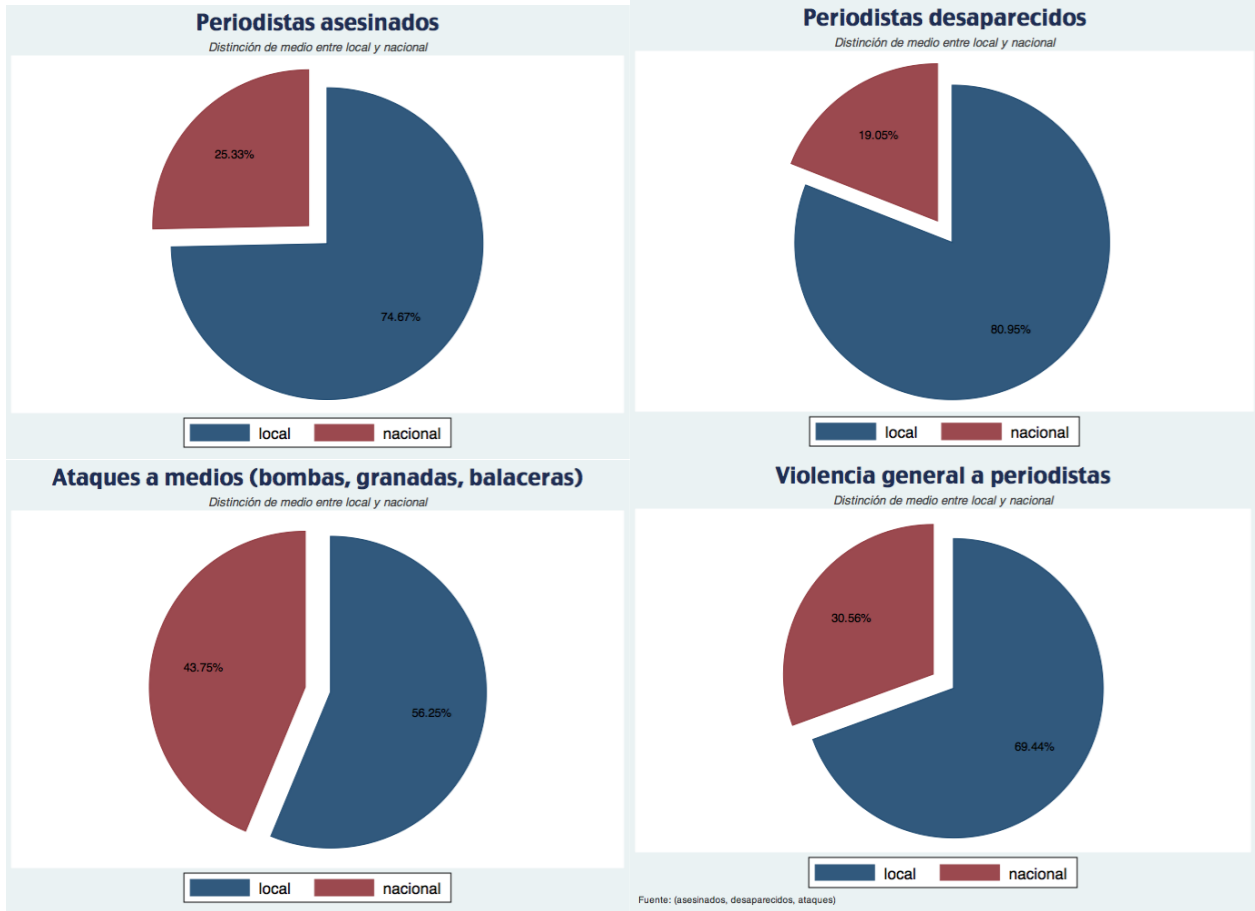 Periodistas asesinados
Distinción de medio entre local y nacional
25.33%
74.67%
local nacional
Periodistas desaparecidos
Distinción de medio entre local y nacional
19.05%
80.95%
local nacional
Ataques a medios (bombas, granadas, balaceras)
Distinción de medio entre local y nacional
43.75%
56.25%
local nacional
Violencia general a periodistas
Distinción de medio entre local y nacional
30.56%
69.44%
local nacional
Fuente: (asesinados, desaparecidos, ataques)